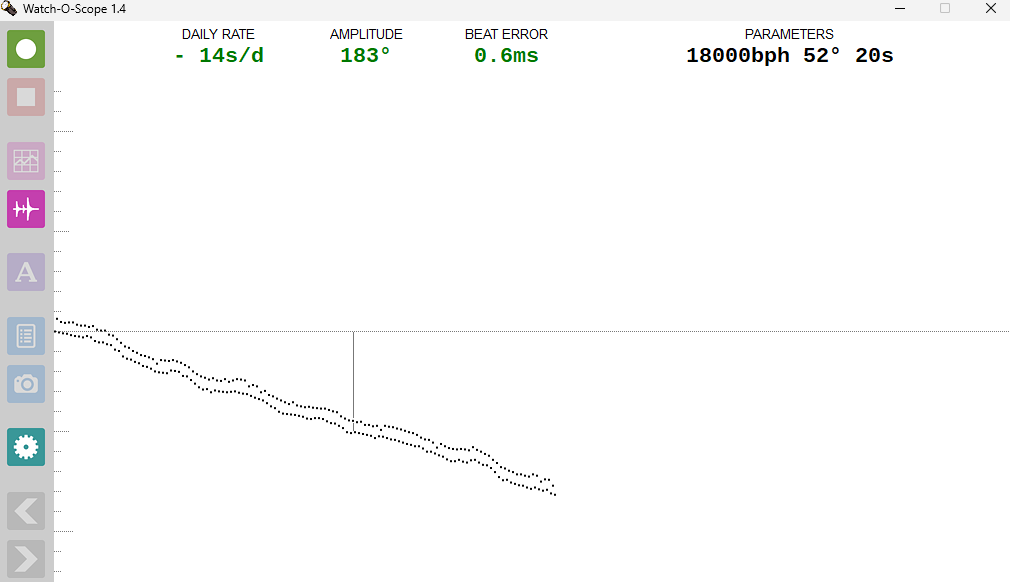 Watch-O-Scope 1.4
DAILY RATE AMPLITUDE BEAT ERROR PARAMETERS
- 14s/d 183° 0.6ms 18000bph 52° 20s
A